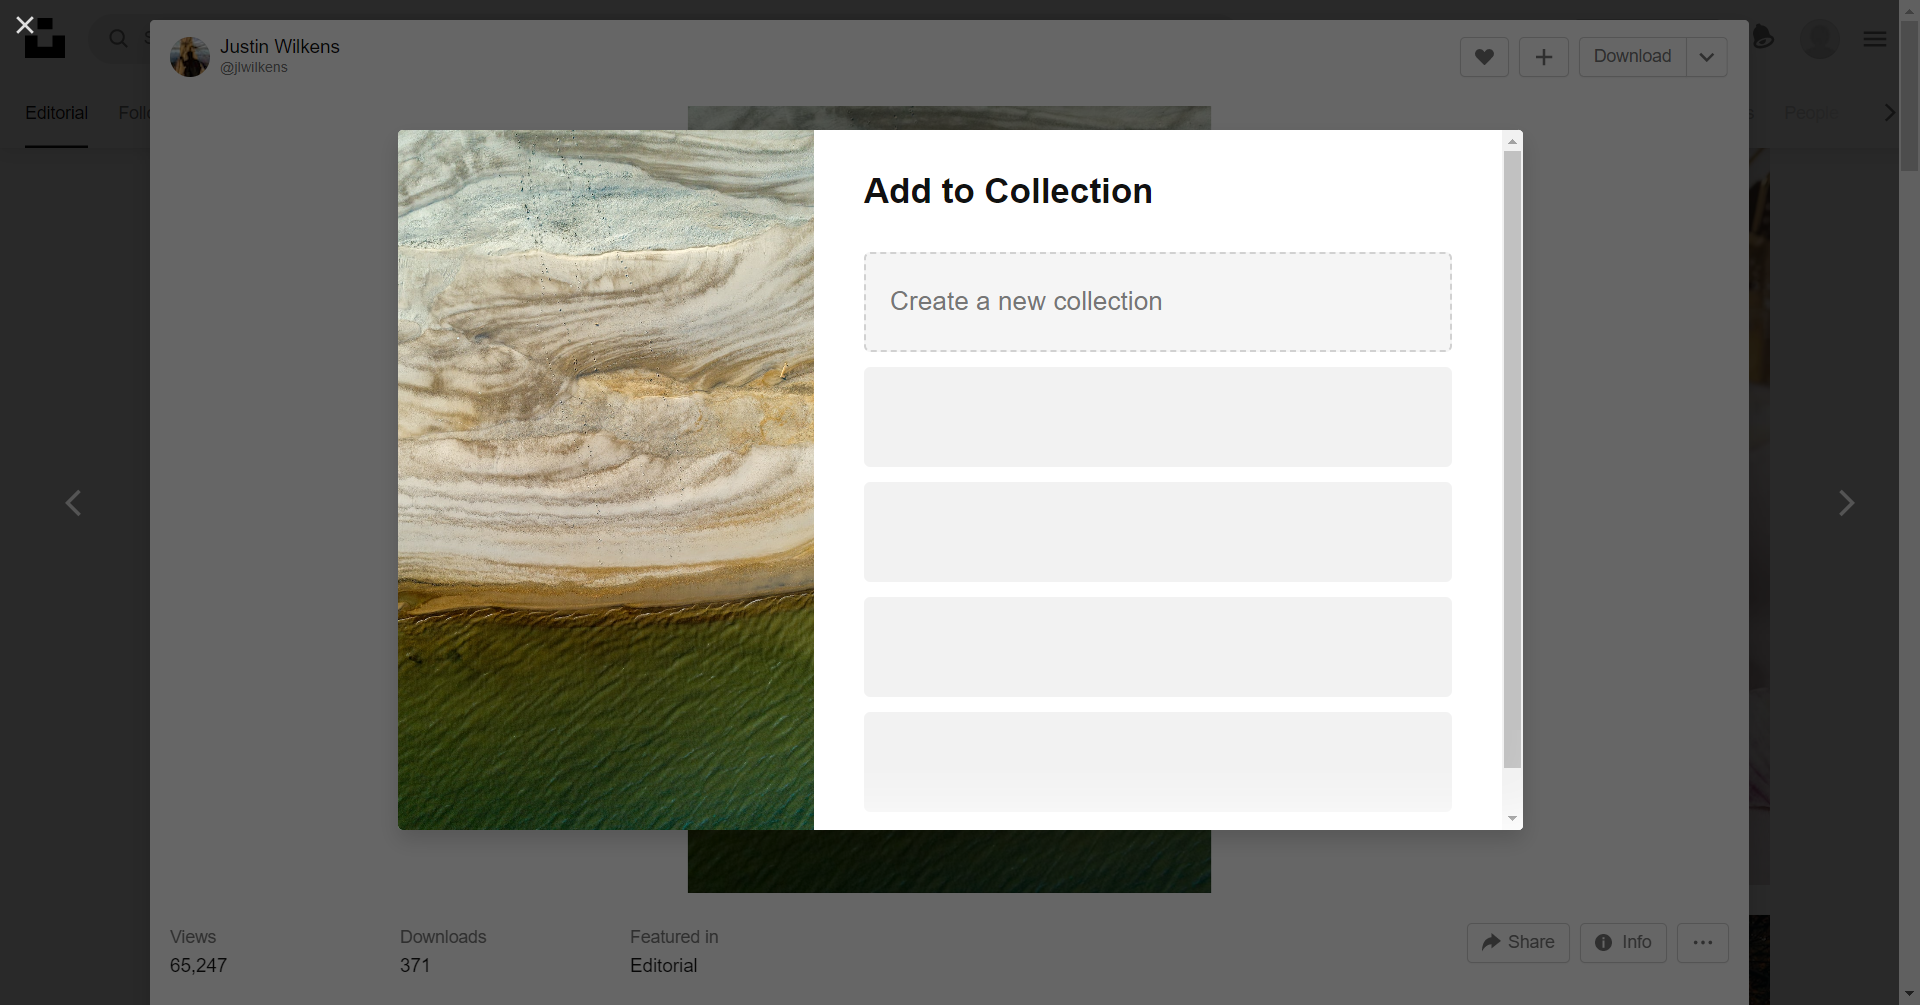 Justin Wilkens
@jlwilkens
Download
Editorial
People
Add to Collection
Create a new collection
Views
65,247
Downloads
371
Featured in
Editorial
Share
Info